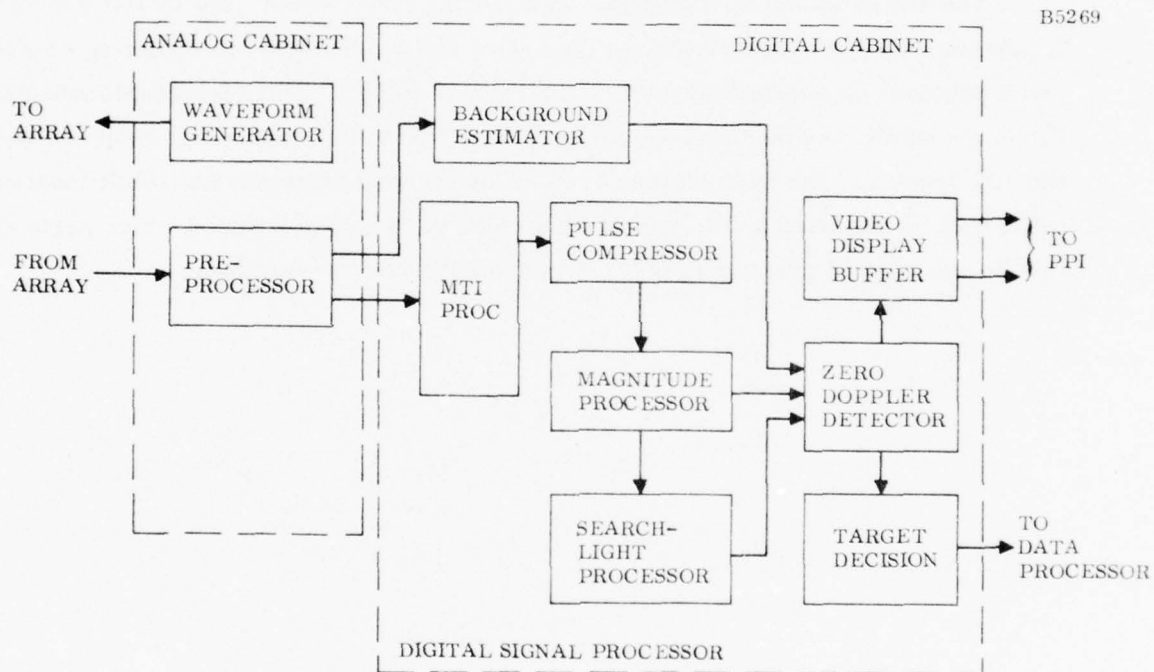 B5269
ANALOG CABINET
DIGITAL CABINET
TO
ARRAY
WAVEFORM
GENERATOR
BACKGROUND
ESTIMATOR
FROM
ARRAY
PRE-
PROCESSOR
MTI
PROC
PULSE
COMPRESSOR
VIDEO
DISPLAY
BUFFER
TO
PPI
MAGNITUDE
PROCESSOR
ZERO
DOPPLER
DETECTOR
SEARCH-
LIGHT
PROCESSOR
TARGET
DECISION
TO
DATA
PROCESSOR
DIGITAL SIGNAL PROCESSOR